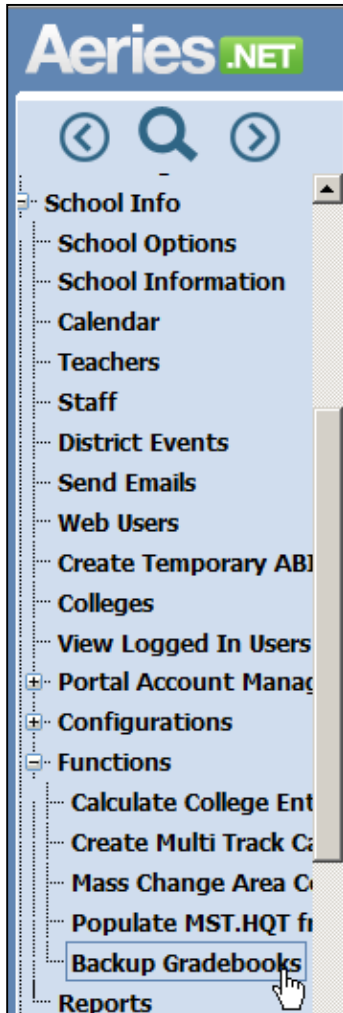 Aeries.NET
School Info
School Options
School Information
Calendar
Teachers
Staff
District Events
Send Emails
Web Users
Create Temporary ABI
Colleges
View Logged In Users
Portal Account Manag
Configurations
Functions
Calculate College Ent
Create Multi Track Ca
Mass Change Area Co
Populate MST.HQT fr
Backup Gradebooks
Reports